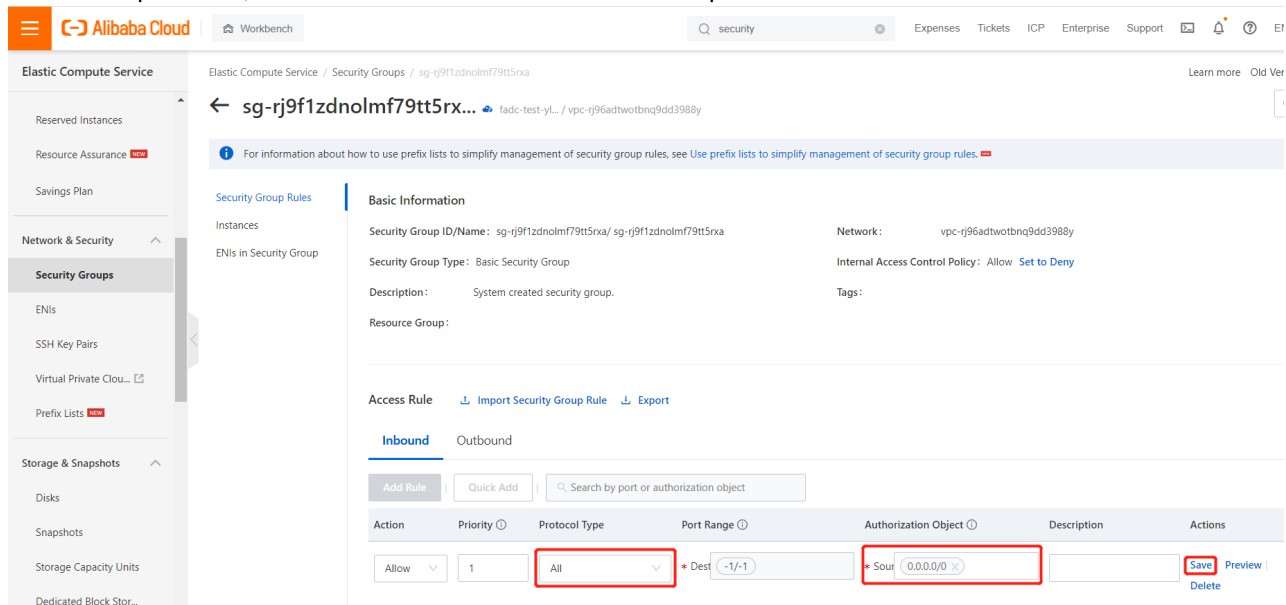 Alibaba Cloud
Workbench
security
Expenses Tickets ICP Enterprise Support
Elastic Compute Service
Elastic Compute Service / Security Groups / sg-rj9f1zdnolmf79tt5rxa
Learn more Old Ver
Reserved Instances
Resource Assurance NEW
Savings Plan
Network & Security
Security Groups
ENIs
SSH Key Pairs
Virtual Private Clou...
Prefix Lists NEW
Storage & Snapshots
Disks
Snapshots
Storage Capacity Units
Dedicated Block Stor...
sg-rj9f1zdnolmf79tt5rx... fadc-test-yl... / vpc-rj96adtwotbnq9dd3988y
For information about how to use prefix lists to simplify management of security group rules, see Use prefix lists to simplify management of security group rules.
Security Group Rules
Instances
ENIs in Security Group
Basic Information
Security Group ID/Name: sg-rj9f1zdnolmf79tt5rxa/ sg-rj9f1zdnolmf79tt5rxa
Network: vpc-rj96adtwotbnq9dd3988y
Security Group Type: Basic Security Group
Internal Access Control Policy: Allow Set to Deny
Description: System created security group.
Tags:
Resource Group:
Access Rule Import Security Group Rule Export
Inbound Outbound
Add Rule Quick Add Search by port or authorization object
Action Priority Protocol Type Port Range Authorization Object Description Actions
Allow 1 All * Dest -1/-1 * Sour 0.0.0.0/0 Save Preview
Delete